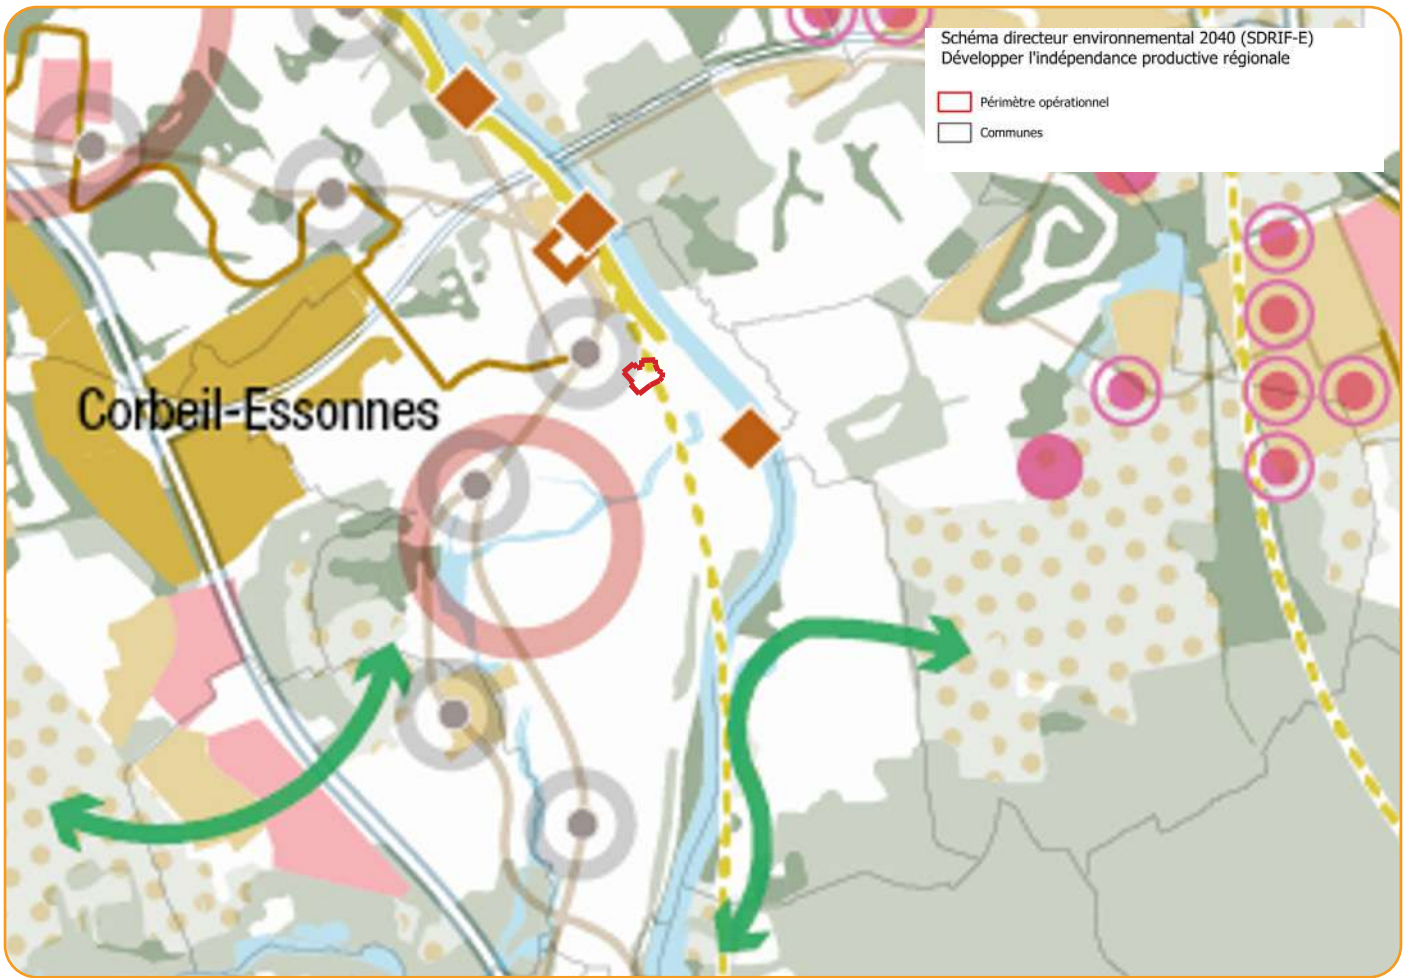 Schéma directeur environnemental 2040 (SDRIF-E)
Développer l'indépendance productive régionale
Périmètre opérationnel
Communes
Corbeil-Essonnes